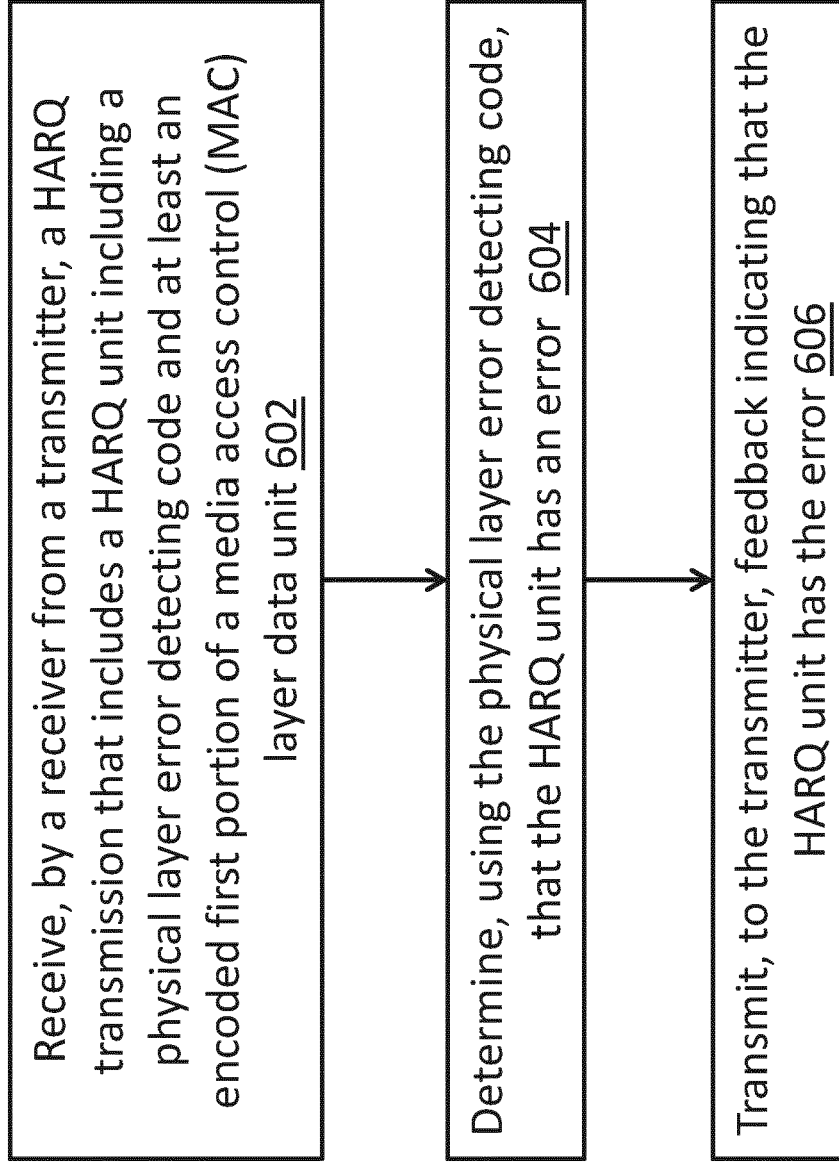 Receive, by a receiver from a transmitter, a HARQ
transmission that includes a HARQ unit including a
physical layer error detecting code and at least an
encoded first portion of a media access control (MAC)
layer data unit 602
Determine, using the physical layer error detecting code,
that the HARQ unit has an error 604
Transmit, to the transmitter, feedback indicating that the
HARQ unit has the error 606